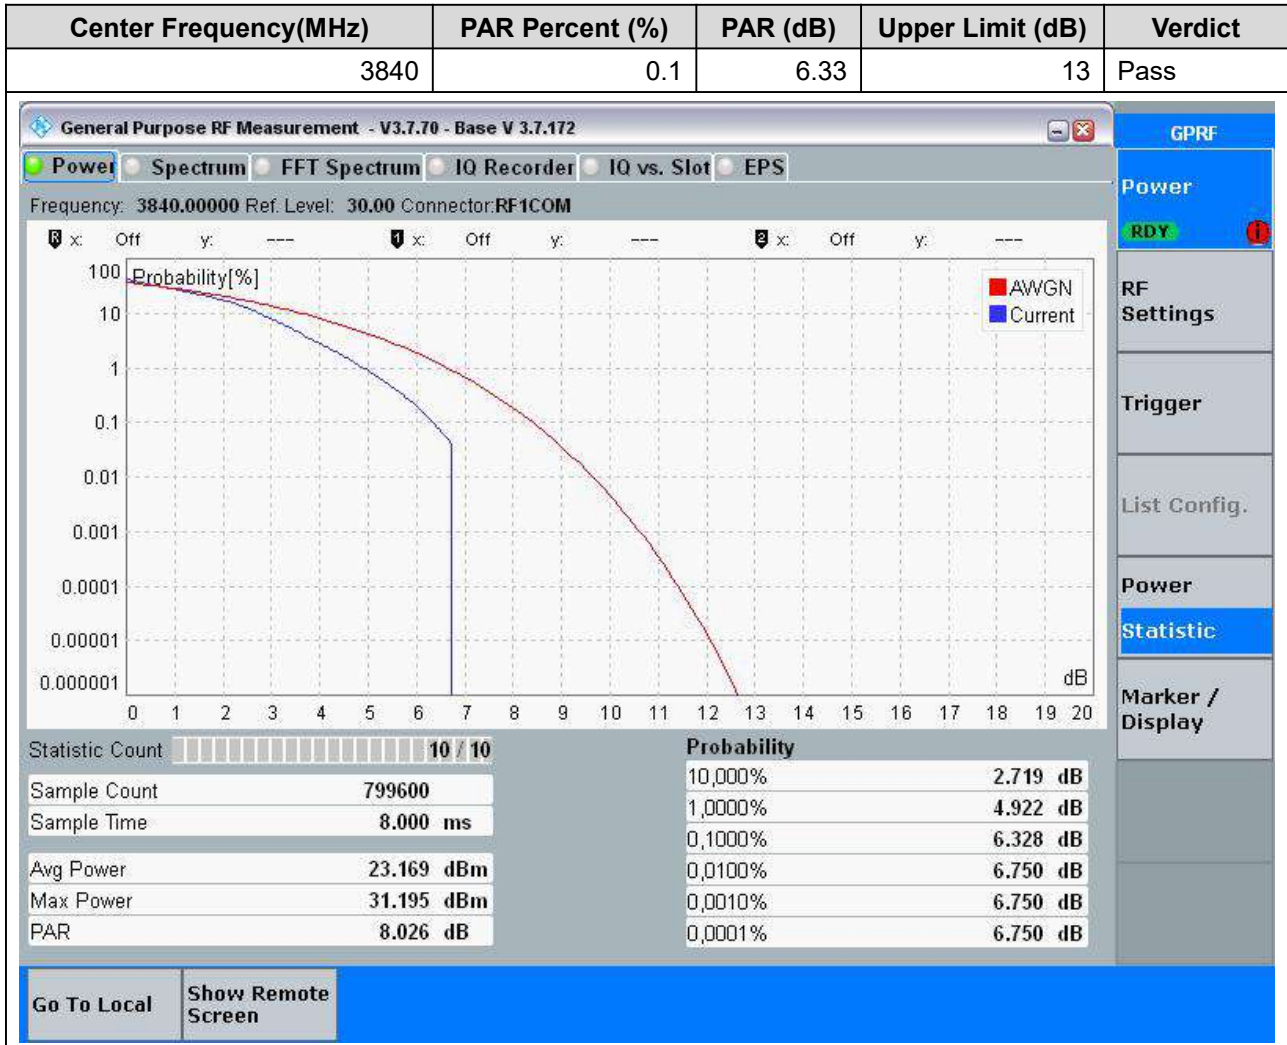 Center Frequency(MHz) PAR Percent (%) PAR (dB) Upper Limit (dB) Verdict
3840 0.1 6.33 13 Pass
General Purpose RF Measurement - V3.7.70 - Base V 3.7.172
GPRF
Power Spectrum FFT Spectrum IQ Recorder IQ vs. Slot EPS
Frequency: 3840.00000 Ref. Level: 30.00 Connector:RF1COM
R x: Off y: --- 1 x: Off y: --- 2 x: Off y: ---
Probability[%]
AWGN
Current
100
10
1
0.1
0.01
0.001
0.0001
0.00001
0.000001
dB
0 1 2 3 4 5 6 7 8 9 10 11 12 13 14 15 16 17 18 19 20
Power
RDY
RF
Settings
Trigger
List Config.
Power
Statistic
Marker /
Display
Statistic Count 10 / 10
Sample Count 799600
Sample Time 8.000 ms
Avg Power 23.169 dBm
Max Power 31.195 dBm
PAR 8.026 dB
Probability
10,000% 2.719 dB
1,0000% 4.922 dB
0,1000% 6.328 dB
0,0100% 6.750 dB
0,0010% 6.750 dB
0,0001% 6.750 dB
Go To Local
Show Remote
Screen